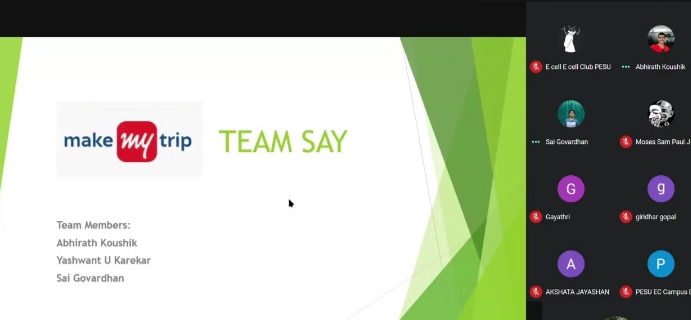 make my trip
TEAM SAY
Team Members:
Abhirath Koushik
Yashwant U Karekar
Sai Govardhan
E cell E cell Club PESU
Abhirath Koushik
Sai Govardhan
Moses Sam Paul J
G
g
Gayathri
giridhar gopal
A
P
AKSHATA JAYASHAN
PESU EC Campus